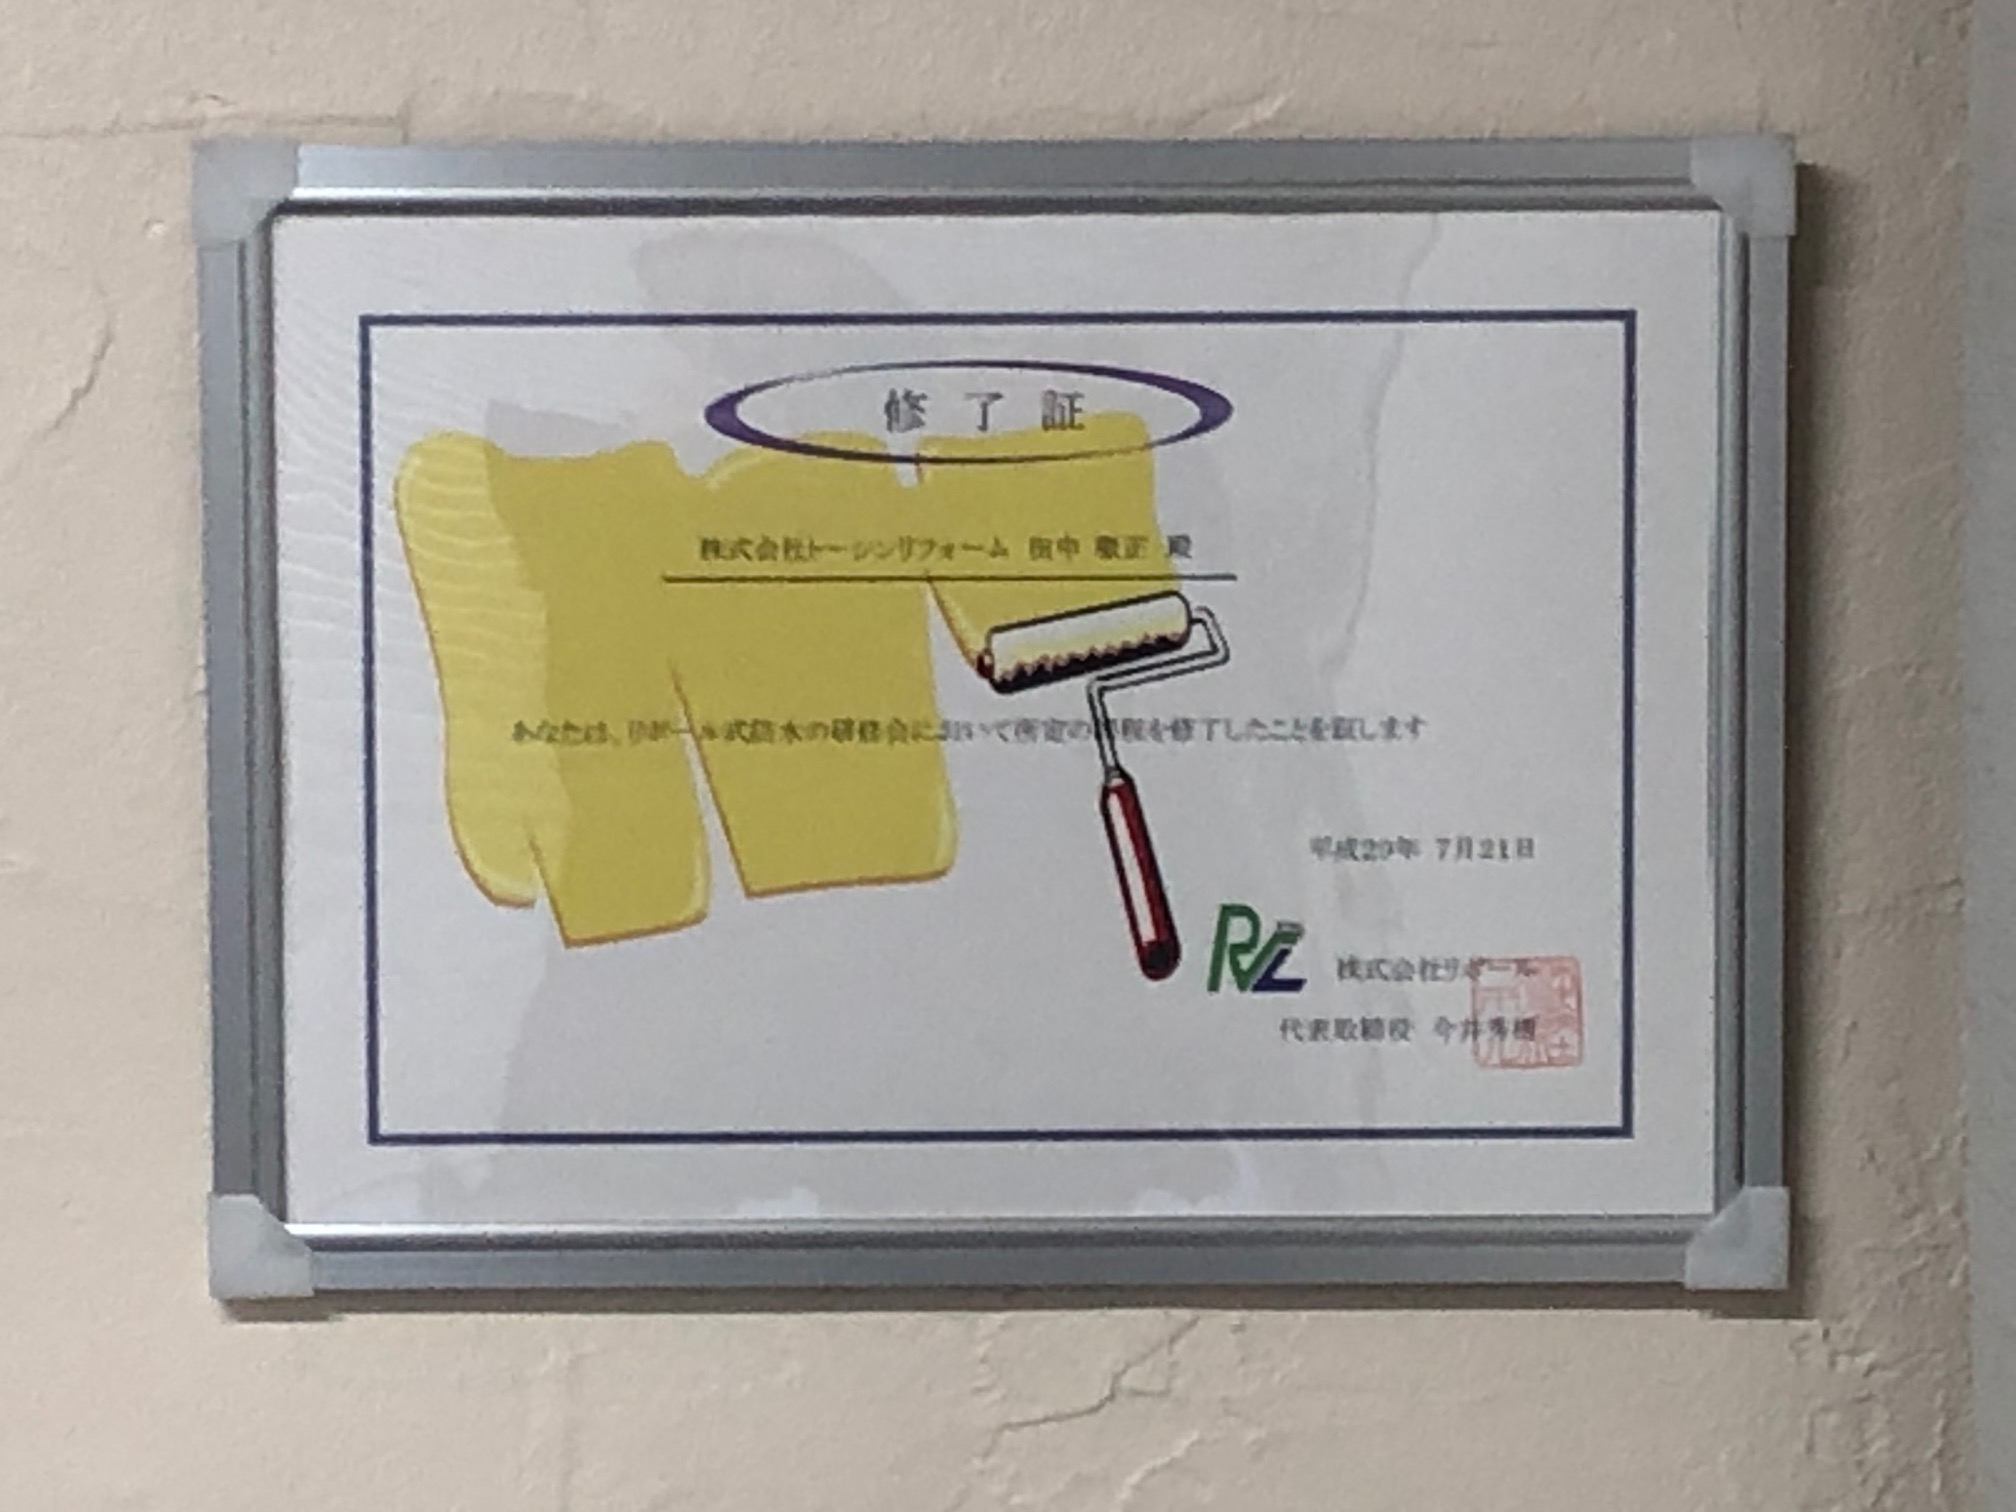 修了証
株式会社トーシンリフォーム 田中 殿
あなたは、リボール式防水の研修会において所定の課程を修了したことを証します
平成29年 7月21日
RVL 株式会社リボール
代表取締役 今井秀樹